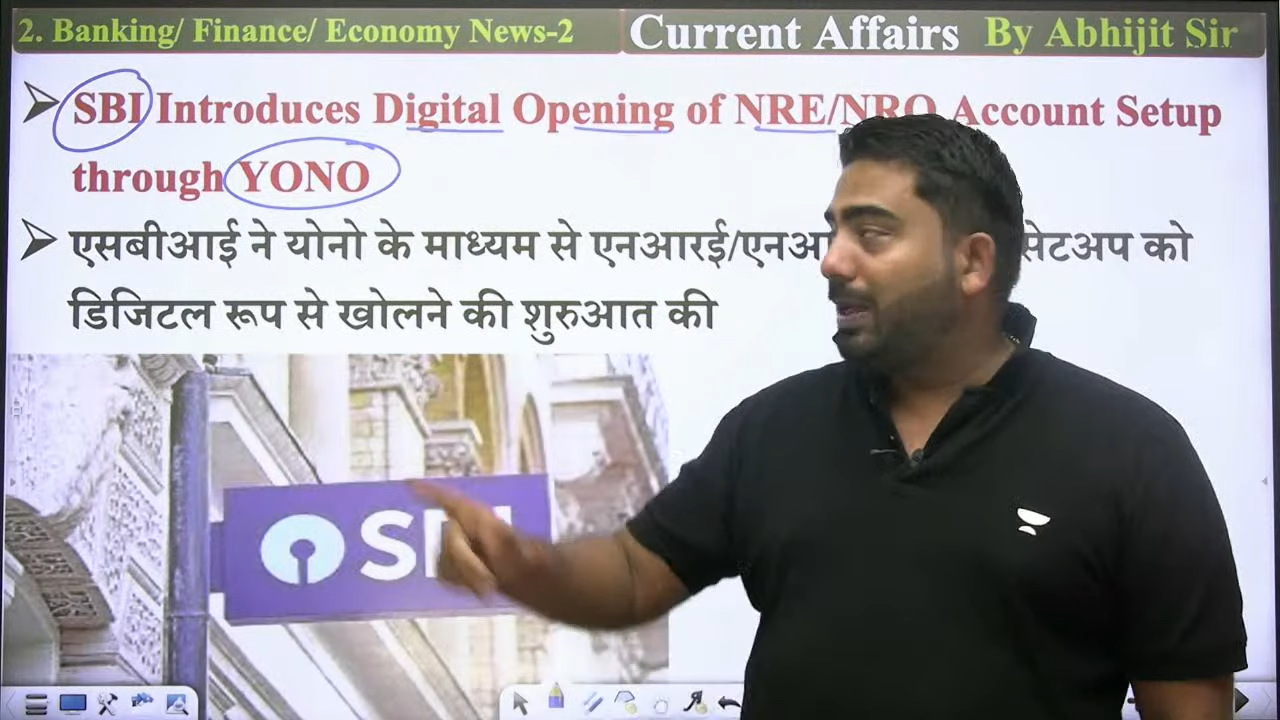 2. Banking/ Finance/ Economy News-2
Current Affairs By Abhijit Sir
SBI Introduces Digital Opening of NRE/NRO Account Setup
through YONO
एसबीआई ने योनो के माध्यम से एनआरई/ सेटअप को
डिजिटल रूप से खोलने की शुरुआत की
SBI